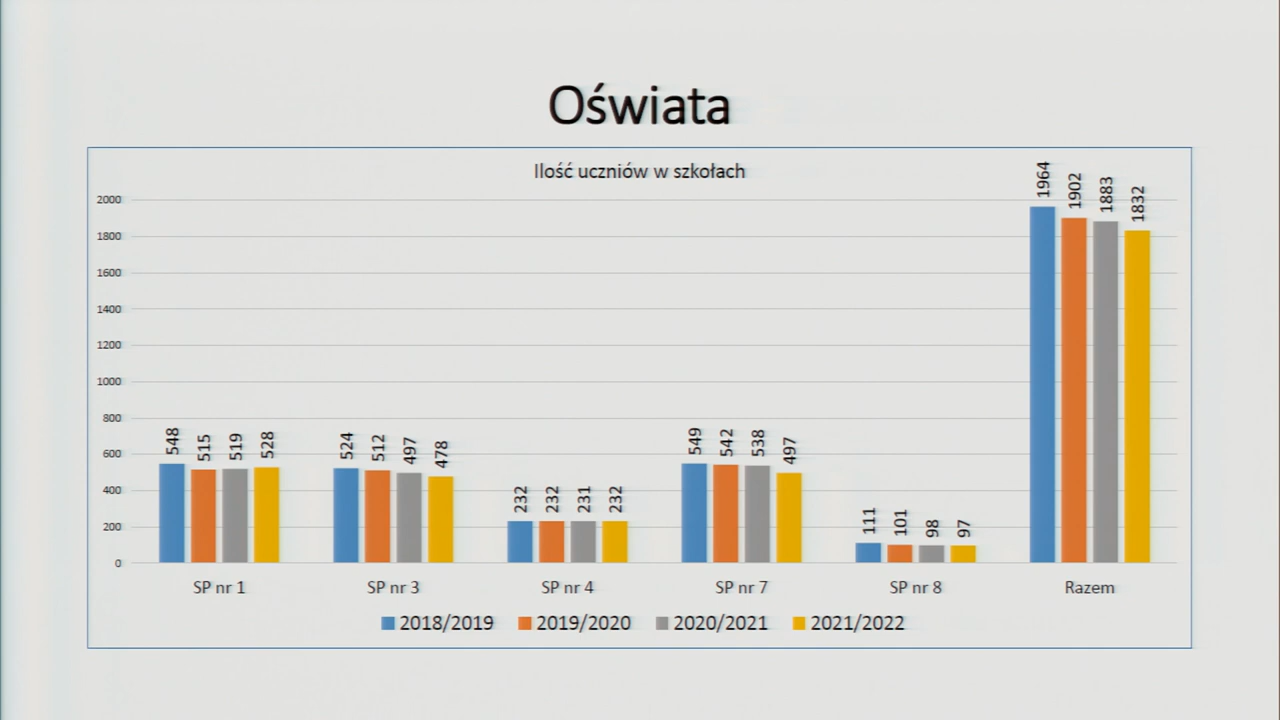 Oświata
Ilość uczniów w szkołach
2000
1800
1600
1400
1200
1000
800
600
400
200
0
548 515 519 528
524 512 497 478
232 232 231 232
549 542 538 497
111 101 98 97
1964 1902 1883 1832
SP nr 1 SP nr 3 SP nr 4 SP nr 7 SP nr 8 Razem
2018/2019 2019/2020 2020/2021 2021/2022